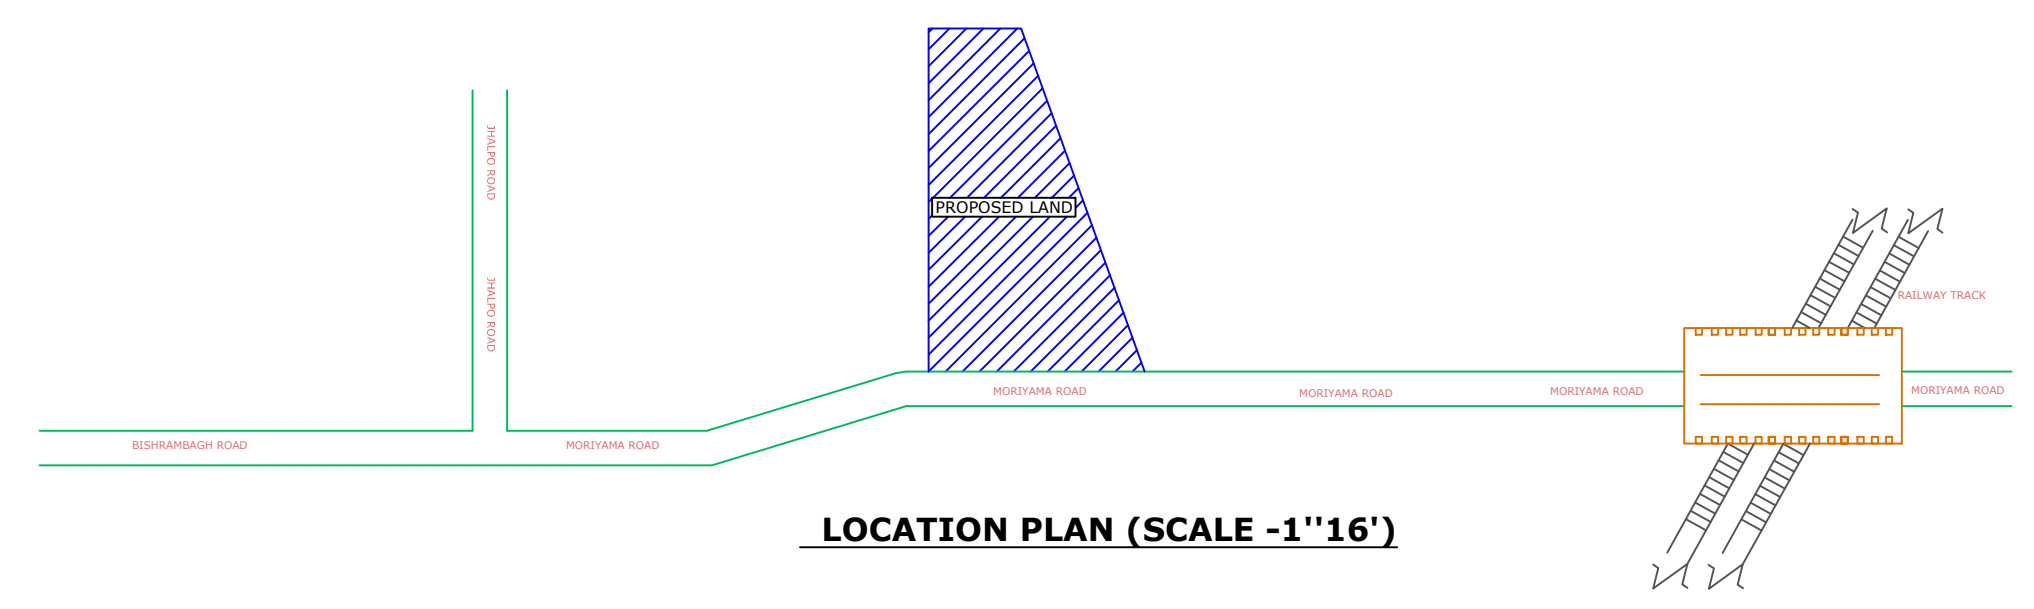 JHALPO ROAD
PROPOSED LAND
JHALPO ROAD
RAILWAY TRACK
MORIYAMA ROAD
MORIYAMA ROAD
MORIYAMA ROAD
MORIYAMA ROAD
BISHRAMBAGH ROAD
MORIYAMA ROAD
LOCATION PLAN (SCALE -1''16')